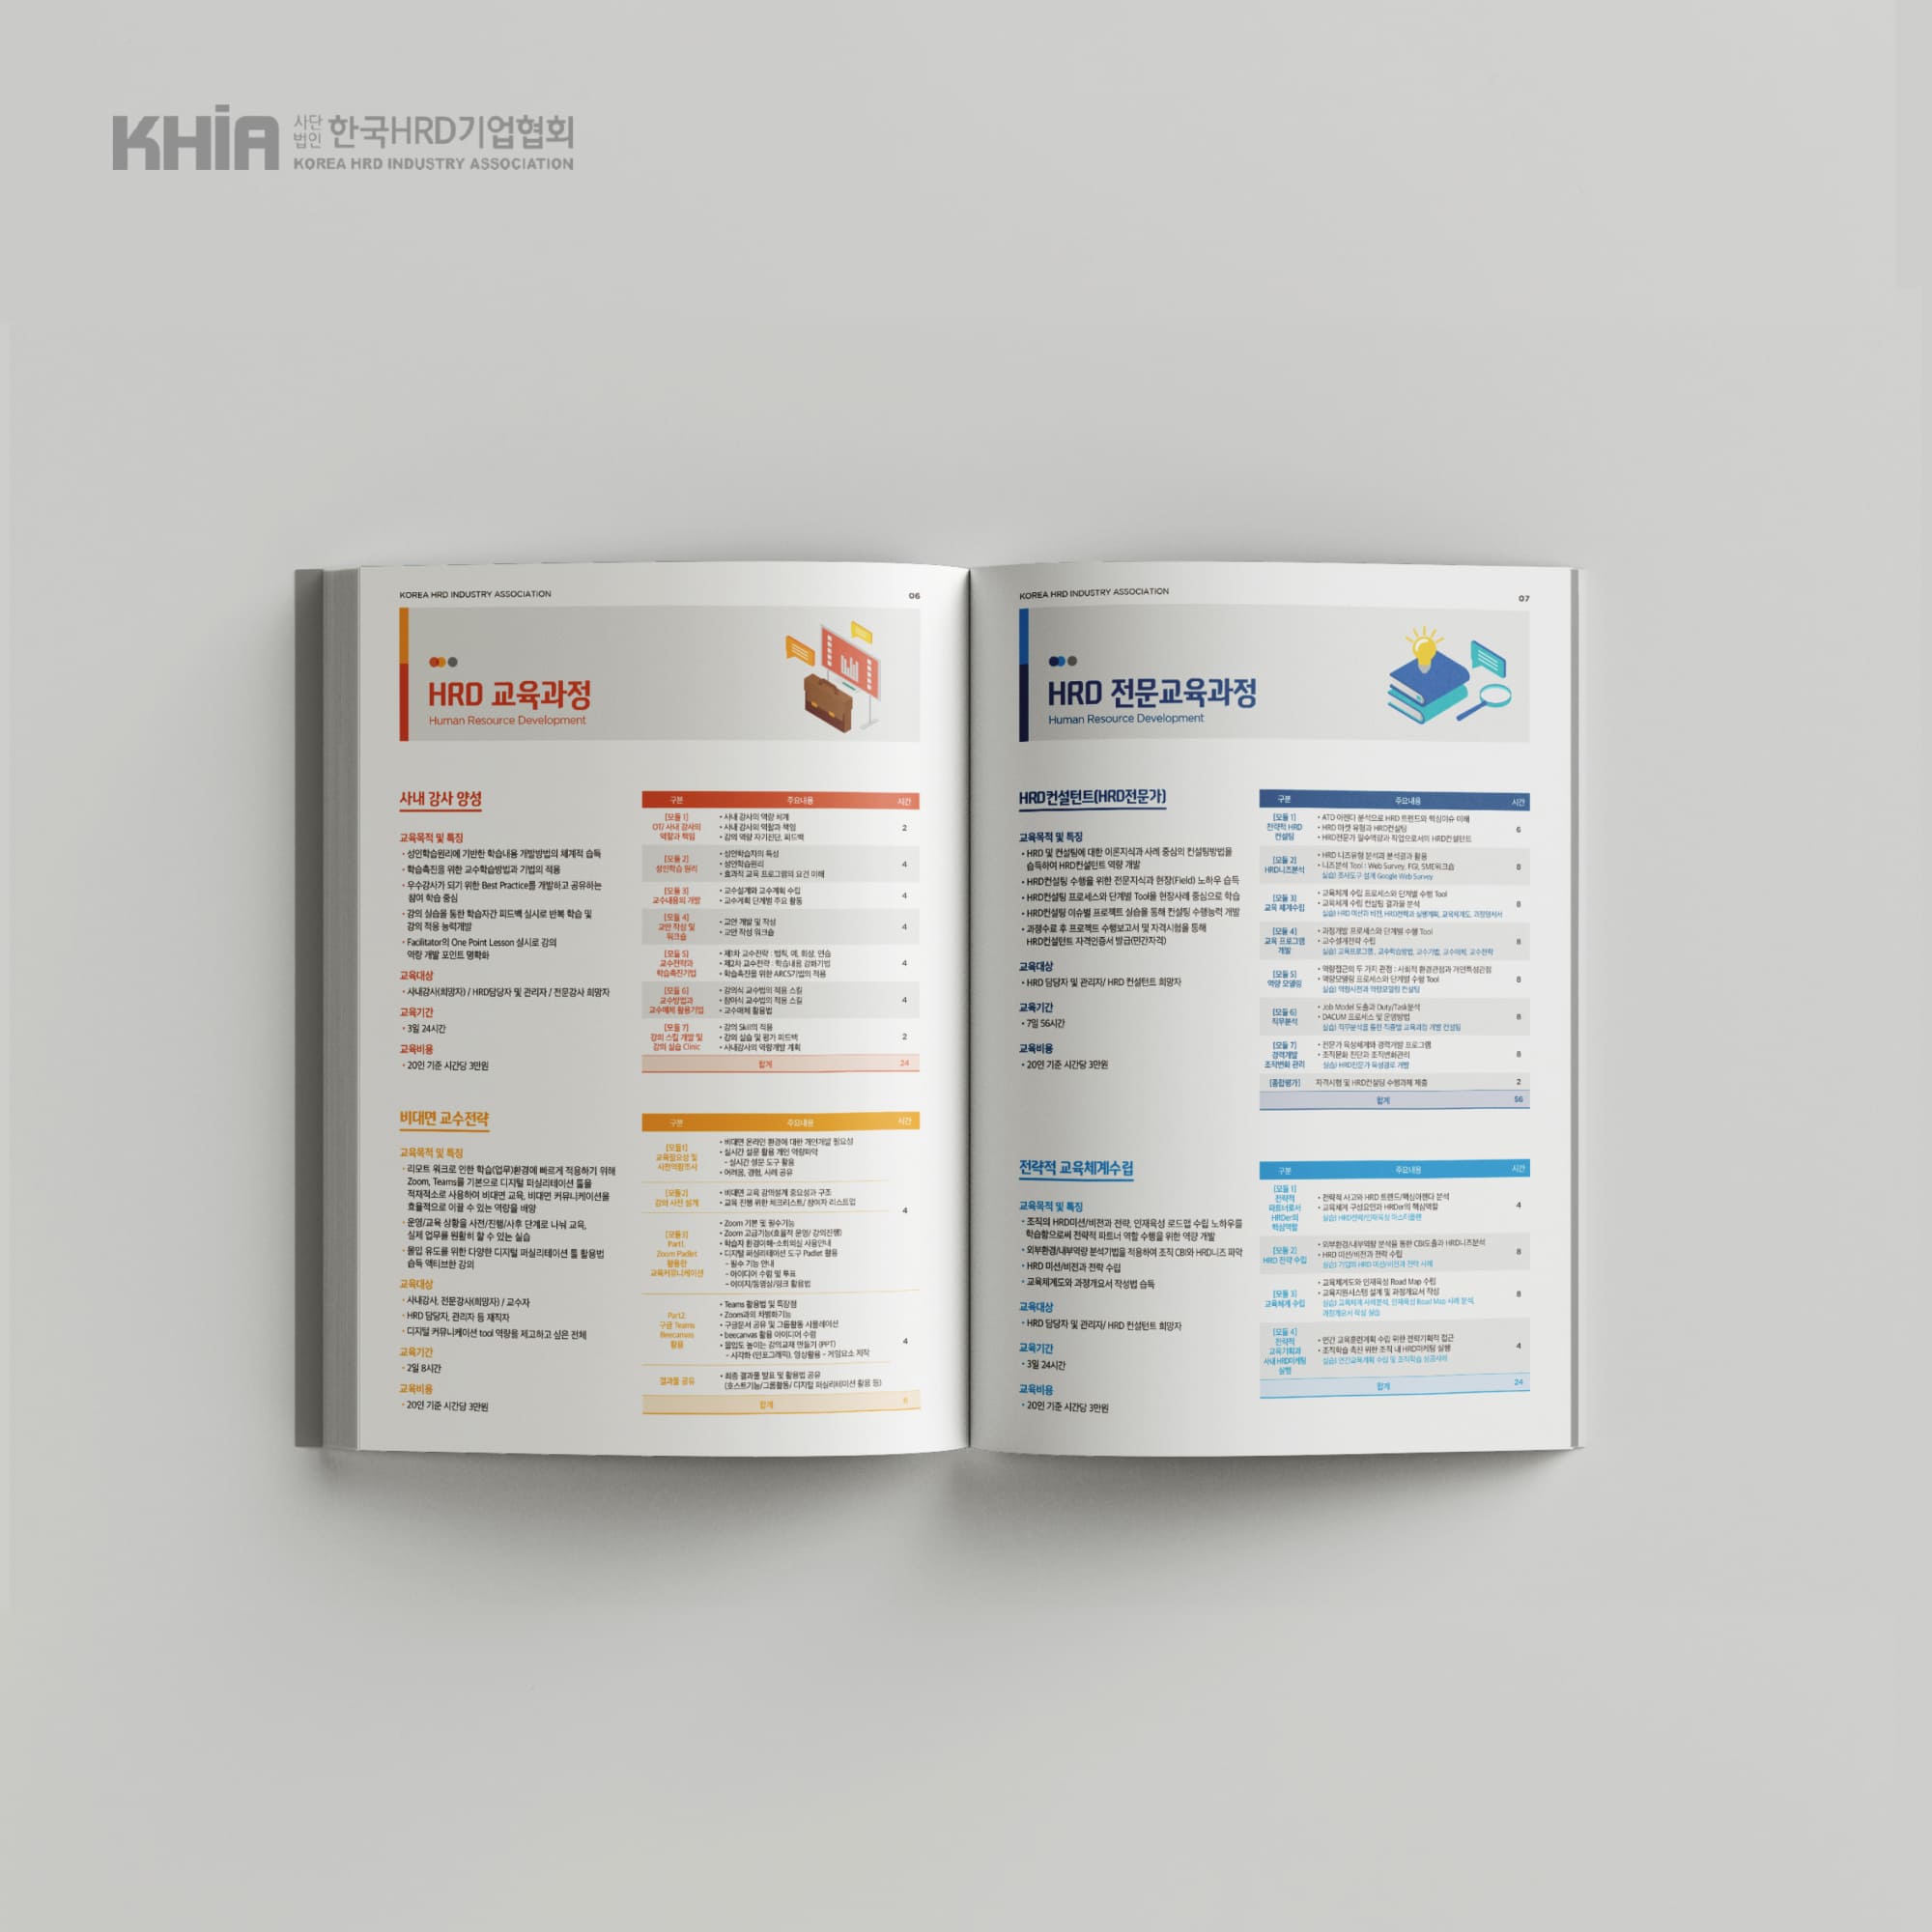 KHiA
사단
법인
한국HRD기업협회
KOREA HRD INDUSTRY ASSOCIATION
KOREA HRD INDUSTRY ASSOCIATION
06
HRD 교육과정
Human Resource Development
사내 강사 양성
교육목적 및 특징
• 성인학습원리에 기반한 학습내용 개발방법의 체계적 습득
• 학습촉진을 위한 교수학습방법과 기법의 적용
• 우수강사가 되기 위한 Best Practice를 개발하고 공유하는
참여 학습 중심
• 강의 실습을 통한 학습자간 피드백 실시로 반복 학습 및
강의 적용 능력개발
• Facilitator의 One Point Lesson 실시로 강의
역량 개발 포인트 명확화
교육대상
• 사내강사(희망자) / HRD담당자 및 관리자 / 전문강사 희망자
교육기간
• 3일 24시간
교육비용
• 20인 기준 시간당 3만원
구분 주요내용 시간
[모듈 1]
OT/ 사내 강사의
역할과 책임
• 사내 강사의 역량 체계
• 사내 강사의 역할과 책임
• 강의 역량 자기진단, 피드백
2
[모듈 2]
성인학습 원리
• 성인학습자의 특성
• 성인학습원리
• 효과적 교육 프로그램의 요건 이해
4
[모듈 3]
교수내용의 개발
• 교수설계와 교수계획 수립
• 교수계획 단계별 주요 활동
4
[모듈 4]
교안 작성 및
워크숍
• 교안 개발 및 작성
• 교안 작성 워크숍
4
[모듈 5]
교수전략과
학습촉진기법
• 제1차 교수전략 : 법칙, 예, 회상, 연습
• 제2차 교수전략 : 학습내용 강화기법
• 학습촉진을 위한 ARCS기법의 적용
4
[모듈 6]
교수방법과
교수매체 활용기법
• 강의식 교수법의 적용 스킬
• 참여식 교수법의 적용 스킬
• 교수매체 활용법
4
[모듈 7]
강의 스킬 개발 및
강의 실습 Clinic
• 강의 Skill의 적용
• 강의 실습 및 평가 피드백
• 사내강사의 역량개발 계획
2
합계 24
비대면 교수전략
교육목적 및 특징
• 리모트 워크로 인한 학습(업무)환경에 빠르게 적용하기 위해
Zoom, Teams를 기본으로 디지털 퍼실리테이션 툴을
적재적소로 사용하여 비대면 교육, 비대면 커뮤니케이션을
효율적으로 이끌 수 있는 역량을 배양
• 운영/교육 상황을 사전/진행/사후 단계로 나눠 교육,
실제 업무를 원활히 할 수 있는 실습
• 몰입 유도를 위한 다양한 디지털 퍼실리테이션 툴 활용법
습득 액티브한 강의
교육대상
• 사내강사, 전문강사(희망자) / 교수자
• HRD 담당자, 관리자 등 재직자
• 디지털 커뮤니케이션 tool 역량을 제고하고 싶은 전체
교육기간
• 2일 8시간
교육비용
• 20인 기준 시간당 3만원
구분 주요내용 시간
[모듈1]
교육필요성 및
사전역량조사
• 비대면 온라인 환경에 대한 개인개발 필요성
• 실시간 설문 활용 개인 역량파악
- 실시간 설문 도구 활용
• 어려움, 경험, 사례 공유
[모듈2]
강의 사전 설계
• 비대면 교육 강의설계 중요성과 구조
• 교육 진행 위한 체크리스트/ 참여자 리스트업
4
[모듈3]
Part1.
Zoom Padlet
활용한
교육커뮤니케이션
• Zoom 기본 및 필수기능
• Zoom 고급기능(효율적 운영/ 강의진행)
• 학습자 환경이해-소회의실 사용안내
• 디지털 퍼실리테이션 도구 Padlet 활용
- 필수 기능 안내
- 아이디어 수렴 및 투표
- 이미지/동영상/링크 활용법
Part2.
구글 Teams
Beecanvas
활용
• Teams 활용법 및 특장점
• Zoom과의 차별화기능
• 구글문서 공유 및 그룹활동 시뮬레이션
• beecanvas 활용 아이디어 수렴
• 몰입도 높이는 강의교재 만들기 (PPT)
- 시각화 (인포그래픽), 영상활용 - 게임요소 제작
4
결과물 공유
• 최종 결과물 발표 및 활용법 공유
(호스트기능/그룹활동/ 디지털 퍼실리테이션 활용 등)
합계 8
KOREA HRD INDUSTRY ASSOCIATION
07
HRD 전문교육과정
Human Resource Development
HRD컨설턴트(HRD전문가)
교육목적 및 특징
• HRD 및 컨설팅에 대한 이론지식과 사례 중심의 컨설팅방법을
습득하여 HRD컨설턴트 역량 개발
• HRD컨설팅 수행을 위한 전문지식과 현장(Field) 노하우 습득
• HRD컨설팅 프로세스와 단계별 Tool을 현장사례 중심으로 학습
• HRD컨설팅 이슈별 프로젝트 실습을 통해 컨설팅 수행능력 개발
• 과정수료 후 프로젝트 수행보고서 및 자격시험을 통해
HRD컨설턴트 자격인증서 발급(민간자격)
교육대상
• HRD 담당자 및 관리자/ HRD 컨설턴트 희망자
교육기간
• 7일 56시간
교육비용
• 20인 기준 시간당 3만원
구분 주요내용 시간
[모듈 1]
전략적 HRD
컨설팅
• ATD 어젠다 분석으로 HRD 트렌드와 핵심이슈 이해
• HRD 마켓 유형과 HRD컨설팅
• HRD전문가 필수역량과 직업으로서의 HRD컨설턴트
6
[모듈 2]
HRD니즈분석
• HRD 니즈유형 분석과 분석결과 활용
• 니즈분석 Tool : Web Survey, FGI, SME워크숍
실습) 조사도구 설계 Google Web Survey
8
[모듈 3]
교육 체계수립
• 교육체계 수립 프로세스와 단계별 수행 Tool
• 교육체계 수립 컨설팅 결과물 분석
실습) HRD 미션과 비전, HRD전략과 실행계획, 교육체계도, 과정명세서
8
[모듈 4]
교육 프로그램
개발
• 과정개발 프로세스와 단계별 수행 Tool
• 교수설계전략 수립
실습) 교육프로그램, 교수학습방법, 교수기법, 교수매체, 교수전략
8
[모듈 5]
역량 모델링
• 역량접근의 두 가지 관점 : 사회적 환경관점과 개인특성관점
• 역량모델링 프로세스와 단계별 수행 Tool
실습) 역량사전과 역량모델링 컨설팅
8
[모듈 6]
직무분석
• Job Model 도출과 Duty/Task분석
• DACUM 프로세스 및 운영방법
실습) 직무분석을 통한 직종별 교육과정 개발 컨설팅
8
[모듈 7]
경력개발
조직변화 관리
• 전문가 육성체계와 경력개발 프로그램
• 조직문화 진단과 조직변화관리
실습) HRD전문가 육성경로 개발
8
[종합평가] 자격시험 및 HRD컨설팅 수행과제 제출 2
합계 56
전략적 교육체계수립
교육목적 및 특징
• 조직의 HRD미션/비전과 전략, 인재육성 로드맵 수립 노하우를
학습함으로써 전략적 파트너 역할 수행을 위한 역량 개발
• 외부환경/내부역량 분석기법을 적용하여 조직 CBI와 HRD니즈 파악
• HRD 미션/비전과 전략 수립
• 교육체계도와 과정개요서 작성법 습득
교육대상
• HRD 담당자 및 관리자/ HRD 컨설턴트 희망자
교육기간
• 3일 24시간
교육비용
• 20인 기준 시간당 3만원
구분 주요내용 시간
[모듈 1]
전략적
파트너로서
HRDer의
핵심역할
• 전략적 사고와 HRD 트렌드/핵심어젠다 분석
• 교육체계 구성요인과 HRDer의 핵심역할
실습) HRD전략/인재육성 마스터플랜
4
[모듈 2]
HRD 전략 수립
• 외부환경/내부역량 분석을 통한 CBI도출과 HRD니즈분석
• HRD 미션/비전과 전략 수립
실습) 기업의 HRD 미션/비전과 전략 사례
8
[모듈 3]
교육체계 수립
• 교육체계도와 인재육성 Road Map 수립
• 교육지원시스템 설계 및 과정개요서 작성
실습) 교육체계 사례분석, 인재육성 Road Map 사례 분석,
과정개요서 작성 실습
8
[모듈 4]
전략적
교육기획과
사내 HRD마케팅
실행
• 연간 교육훈련계획 수립 위한 전략기획적 접근
• 조직학습 촉진 위한 조직 내 HRD마케팅 실행
실습) 연간교육계획 수립 및 조직학습 성공사례
4
합계 24